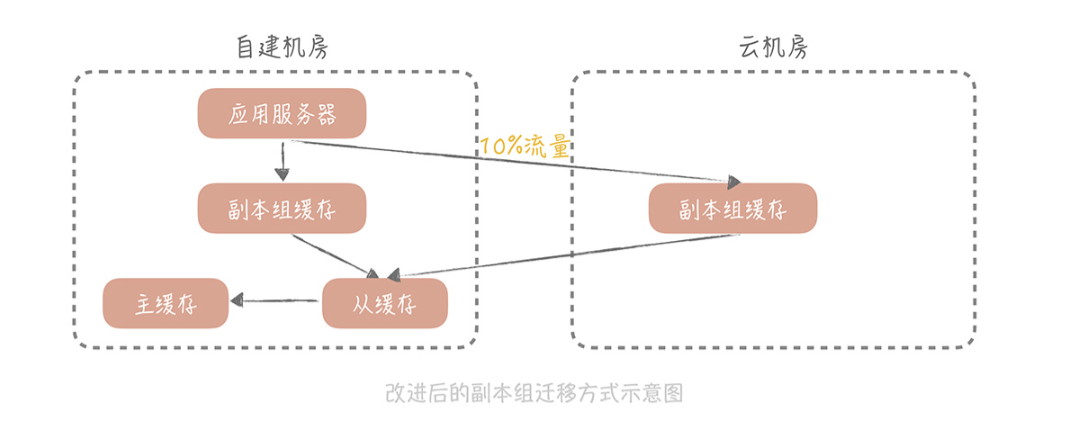 自建机房
云机房
应用服务器
10%流量
副本组缓存
副本组缓存
主缓存
从缓存
改进后的副本组迁移方式示意图